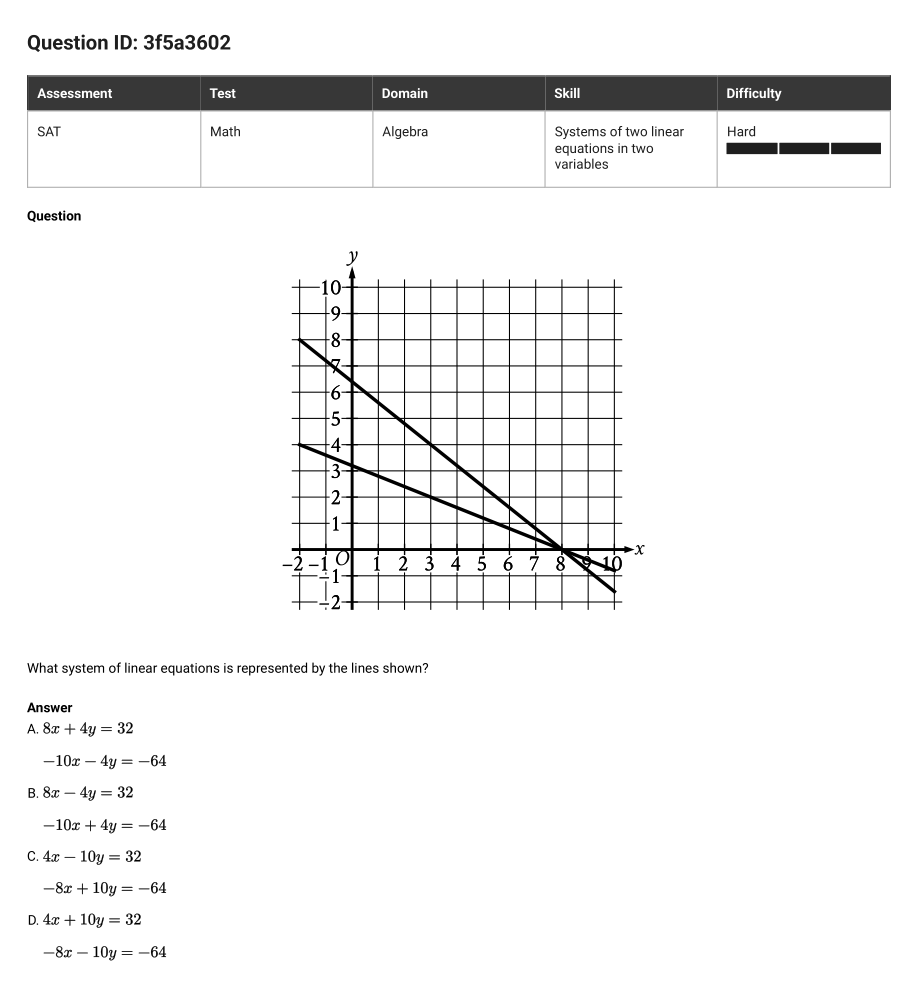 Question ID: 3f5a3602
Assessment Test Domain Skill Difficulty
SAT Math Algebra Systems of two linear equations in two variables Hard
Question
y
10
9
8
7
6
5
4
3
2
1
−2 −1 O 1 2 3 4 5 6 7 8 9 10 x
−1
−2
What system of linear equations is represented by the lines shown?
Answer
A. 8x + 4y = 32
−10x − 4y = −64
B. 8x − 4y = 32
−10x + 4y = −64
C. 4x − 10y = 32
−8x + 10y = −64
D. 4x + 10y = 32
−8x − 10y = −64